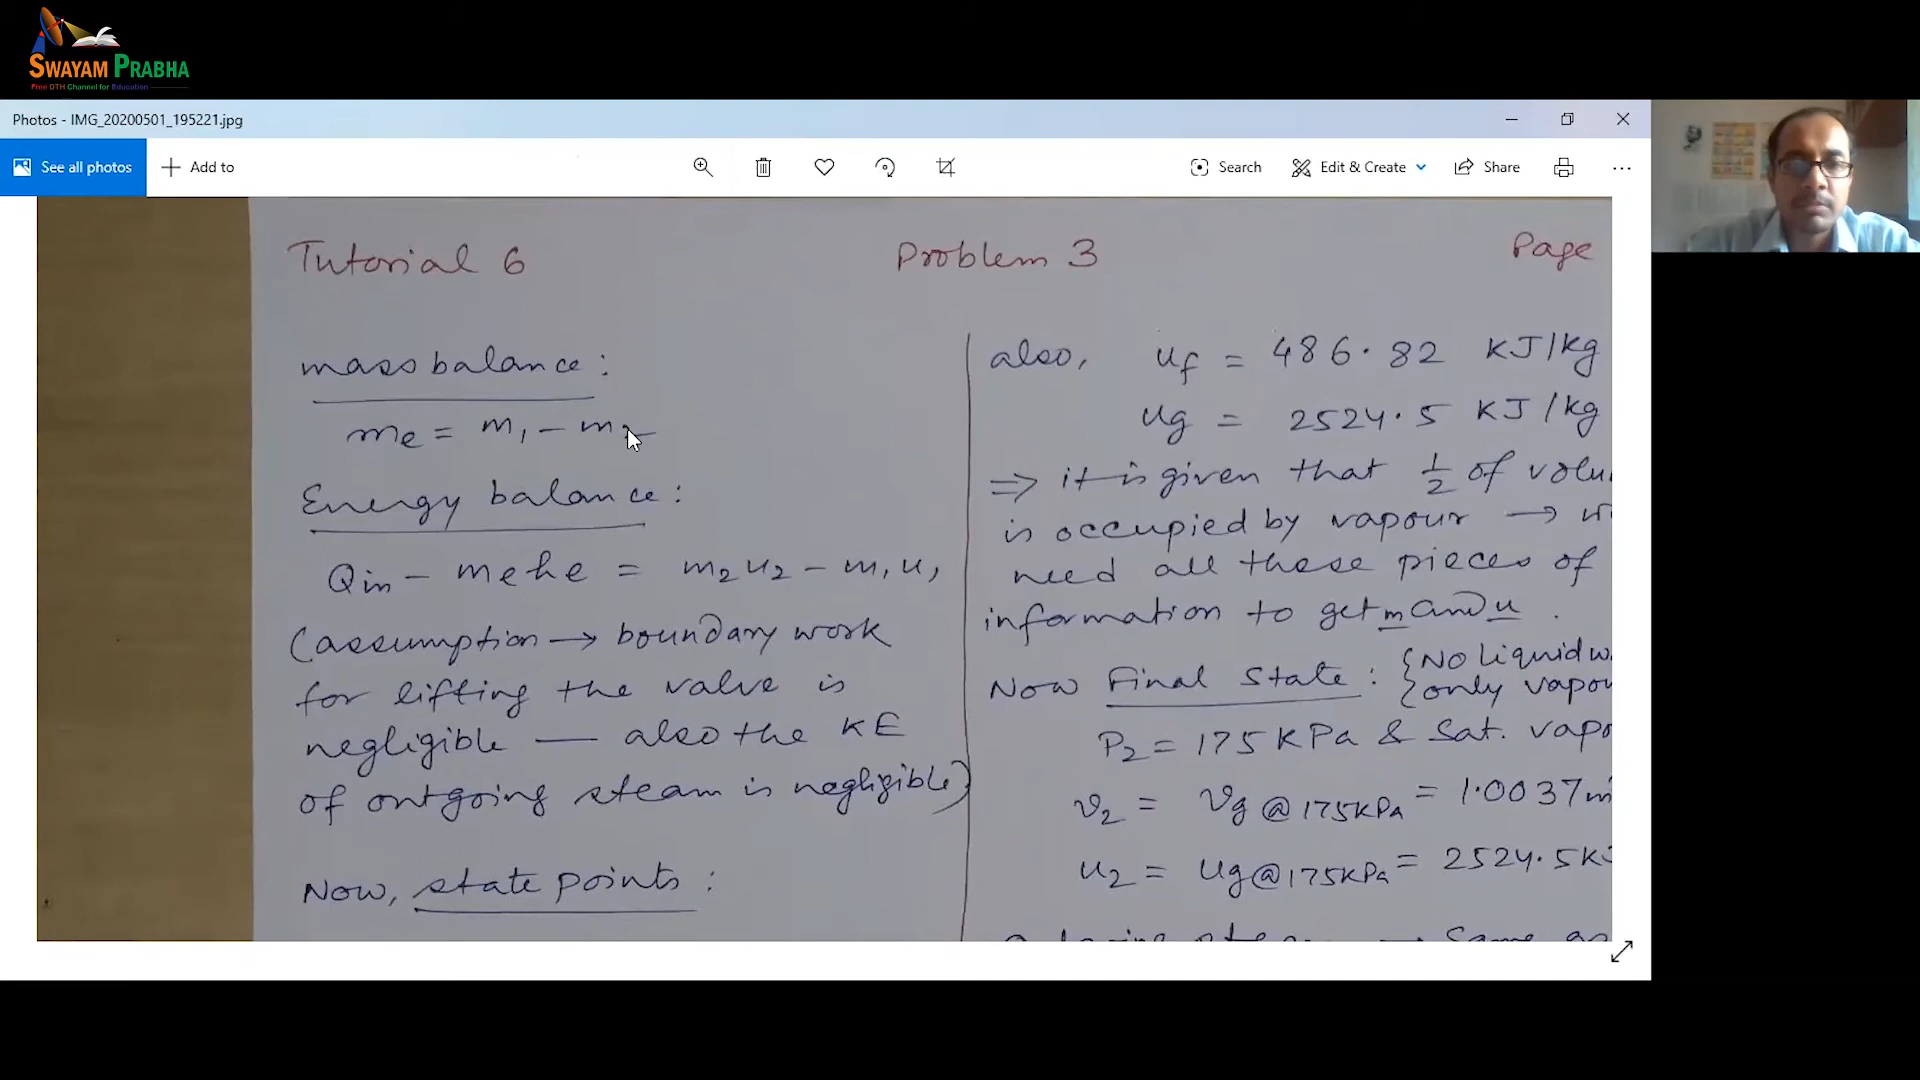 SWAYAM PRABHA
Free DTH Channel for Education
Photos - IMG_20200501_195221.jpg
See all photos
Add to
Search
Edit & Create
Share
Tutorial 6
Problem 3
Page
mass balance :
me = m1 - m2
Energy balance :
Qin - mehe = m2u2 - m1u1
(assumption → boundary work
for lifting the valve is
negligible — also the KE
of outgoing steam is negligible)
Now, state points :
also, uf = 486.82 KJ/kg
ug = 2524.5 KJ/kg
⇒ it is given that 1/2 of
is occupied by vapour →
need all these pieces of
information to get m and u .
Now Final State : {No liquid
{only
P2 = 175 KPa & Sat.
v2 = vg @ 175KPa = 1.0037
u2 = ug @ 175KPa = 2524.5